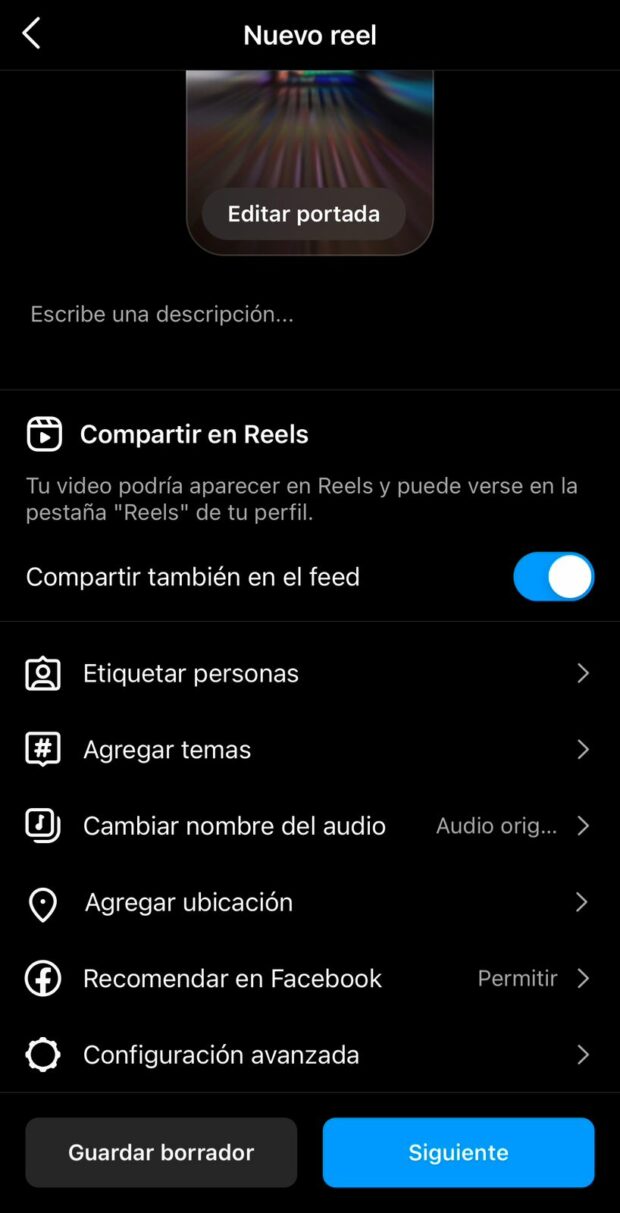 Nuevo reel
Editar portada
Escribe una descripción...
Compartir en Reels
Tu video podría aparecer en Reels y puede verse en la
pestaña "Reels" de tu perfil.
Compartir también en el feed
Etiquetar personas
Agregar temas
Cambiar nombre del audio Audio orig...
Agregar ubicación
Recomendar en Facebook Permitir
Configuración avanzada
Guardar borrador Siguiente